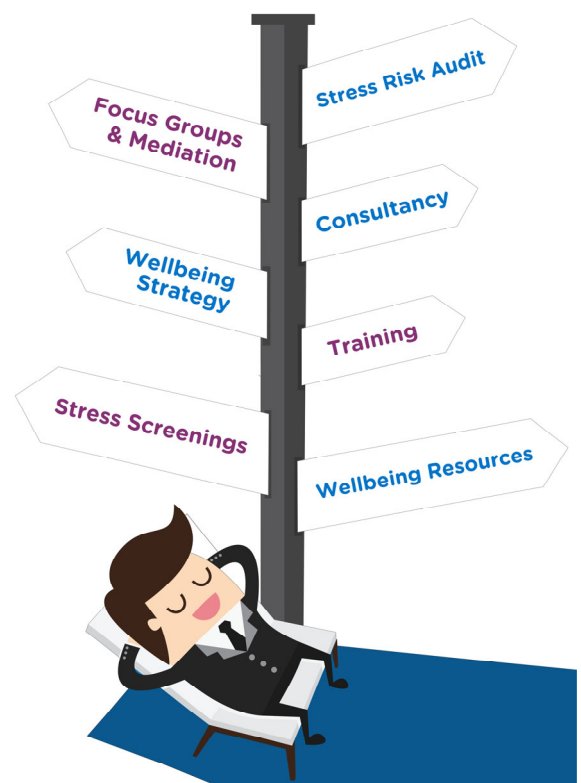 Stress Risk Audit
Focus Groups
& Mediation
Consultancy
Wellbeing
Strategy
Training
Stress Screenings
Wellbeing Resources